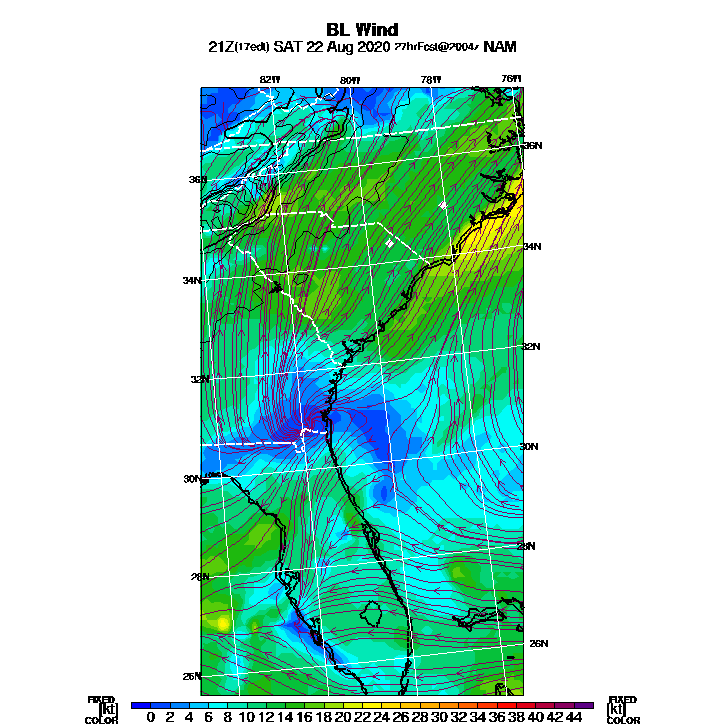 BL Wind
21Z(17edt) SAT 22 Aug 2020 27hrFcst@2004z NAM
82W 80W 78W 76W
36N
36N
34N
34N
32N
32N
30N
30N
28N
28N
26N
26N
FIXED FIXED
[kt] 0 2 4 6 8 10 12 14 16 18 20 22 24 26 28 30 32 34 36 38 40 42 44 [kt]
COLOR COLOR